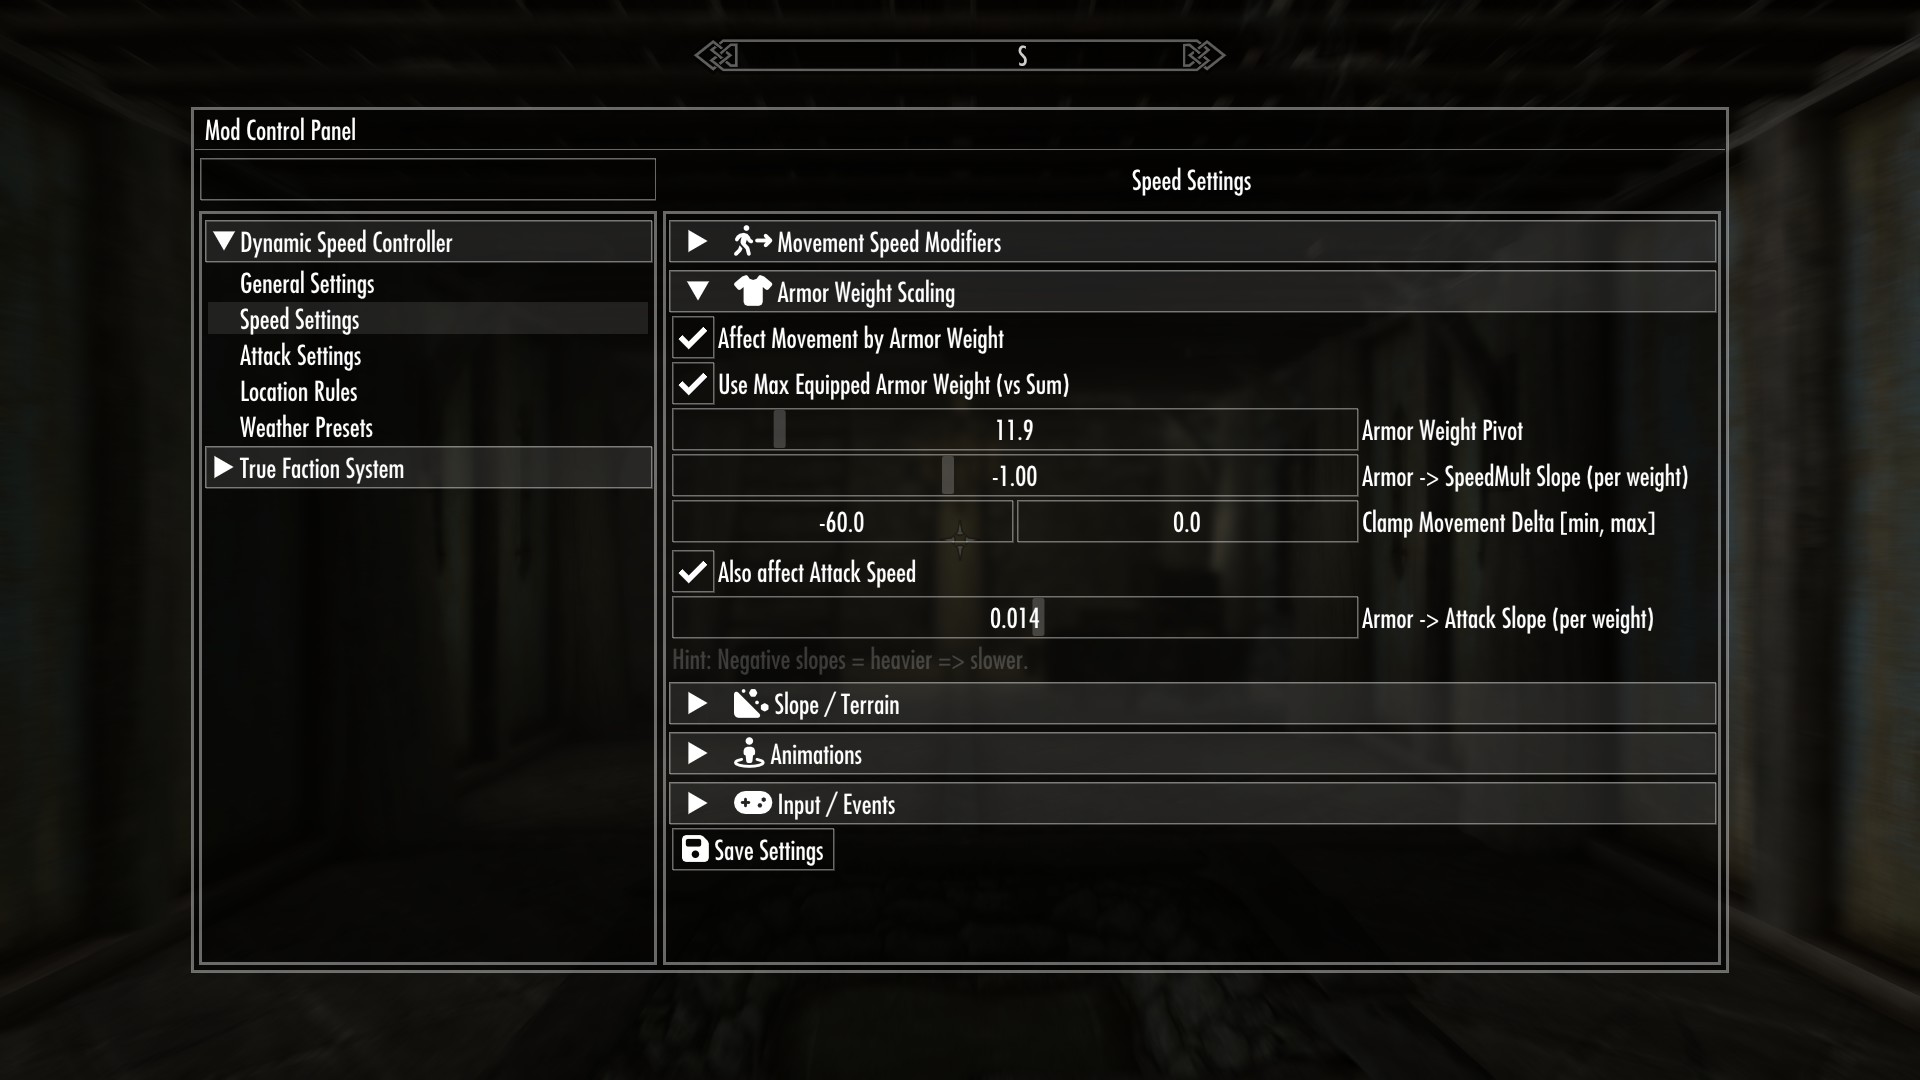 S
Mod Control Panel
Speed Settings
Dynamic Speed Controller
General Settings
Speed Settings
Attack Settings
Location Rules
Weather Presets
True Faction System
Movement Speed Modifiers
Armor Weight Scaling
Affect Movement by Armor Weight
Use Max Equipped Armor Weight (vs Sum)
11.9 Armor Weight Pivot
-1.00 Armor -> SpeedMult Slope (per weight)
-60.0 0.0 Clamp Movement Delta [min, max]
Also affect Attack Speed
0.014 Armor -> Attack Slope (per weight)
Hint: Negative slopes = heavier => slower.
Slope / Terrain
Animations
Input / Events
Save Settings